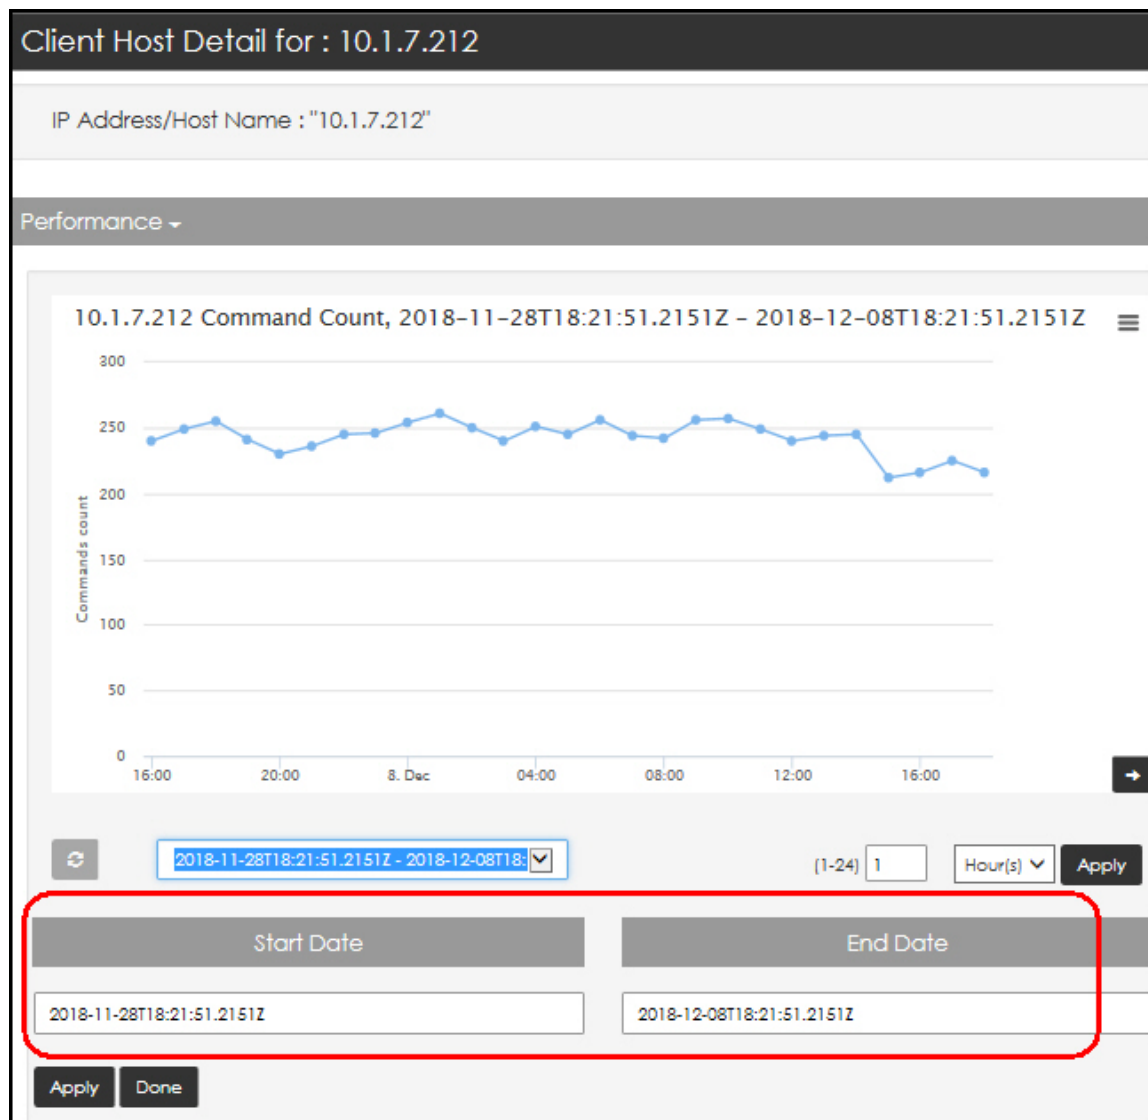 Client Host Detail for : 10.1.7.212
IP Address/Host Name : "10.1.7.212"
Performance
10.1.7.212 Command Count, 2018-11-28T18:21:51.2151Z - 2018-12-08T18:21:51.2151Z
300
250
200
150
100
50
0
Commands count
16:00 20:00 8. Dec 04:00 08:00 12:00 16:00
2018-11-28T18:21:51.2151Z - 2018-12-08T18: (1-24) 1 Hour(s) Apply
Start Date End Date
2018-11-28T18:21:51.2151Z 2018-12-08T18:21:51.2151Z
Apply Done